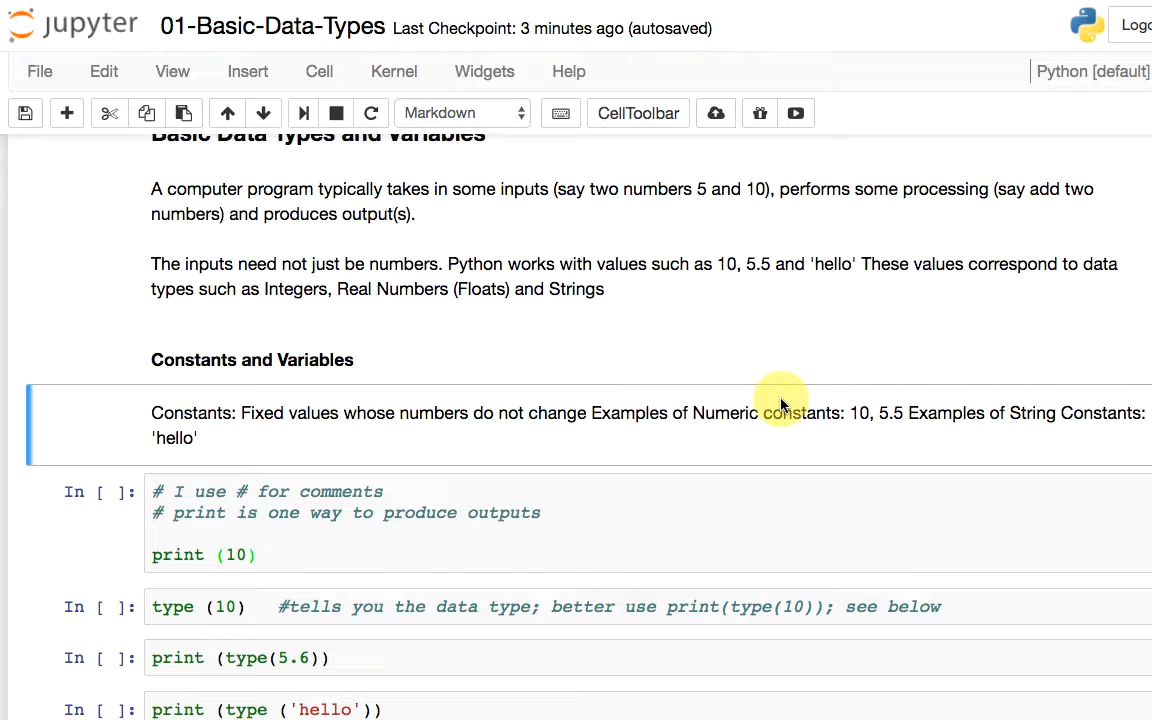 jupyter 01-Basic-Data-Types Last Checkpoint: 3 minutes ago (autosaved)
File Edit View Insert Cell Kernel Widgets Help Python [default]
Markdown CellToolbar
Basic Data Types and Variables
A computer program typically takes in some inputs (say two numbers 5 and 10), performs some processing (say add two
numbers) and produces output(s).
The inputs need not just be numbers. Python works with values such as 10, 5.5 and 'hello' These values correspond to data
types such as Integers, Real Numbers (Floats) and Strings
Constants and Variables
Constants: Fixed values whose numbers do not change Examples of Numeric constants: 10, 5.5 Examples of String Constants:
'hello'
In [ ]: # I use # for comments
# print is one way to produce outputs
print (10)
In [ ]: type (10) #tells you the data type; better use print(type(10)); see below
In [ ]: print (type(5.6))
In [ ]: print (type ('hello'))